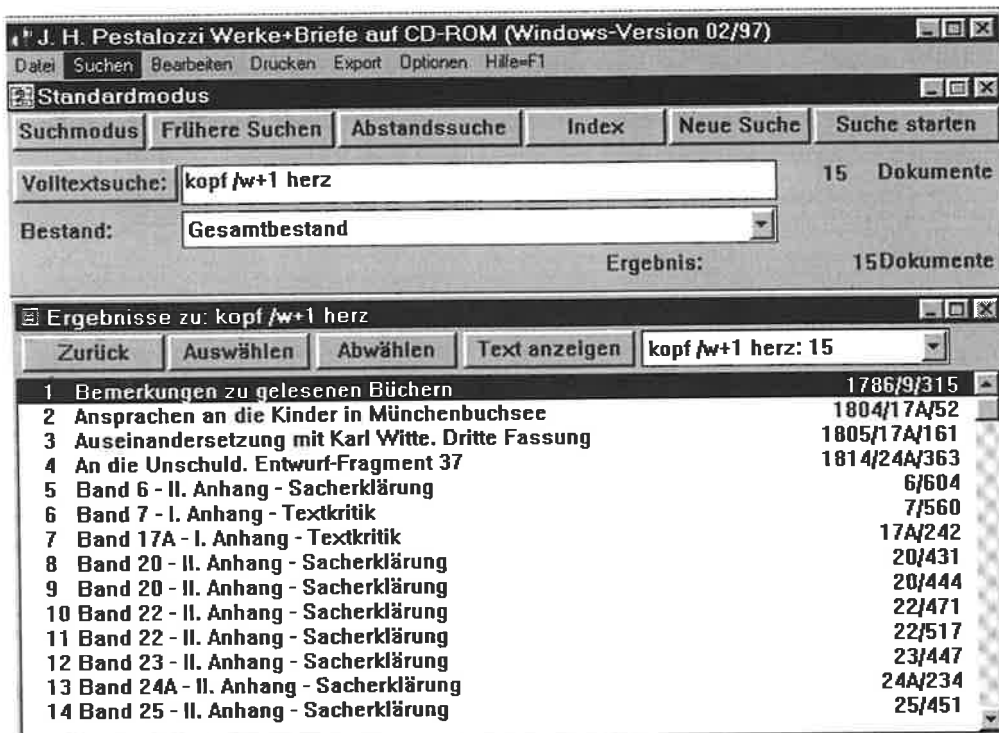 J. H. Pestalozzi Werke+Briefe auf CD-ROM (Windows-Version 02/97)
Datei Suchen Bearbeiten Drucken Export Optionen Hilfe=F1
Standardmodus
Suchmodus Frühere Suchen Abstandssuche Index Neue Suche Suche starten
Volltextsuche: kopf /w+1 herz 15 Dokumente
Bestand: Gesamtbestand
Ergebnis: 15Dokumente
Ergebnisse zu: kopf /w+1 herz
Zurück Auswählen Abwählen Text anzeigen kopf /w+1 herz: 15
1 Bemerkungen zu gelesenen Büchern 1786/9/315
2 Ansprachen an die Kinder in Münchenbuchsee 1804/17A/52
3 Auseinandersetzung mit Karl Witte. Dritte Fassung 1805/17A/161
4 An die Unschuld. Entwurf-Fragment 37 1814/24A/363
5 Band 6 - II. Anhang - Sacherklärung 6/604
6 Band 7 - I. Anhang - Textkritik 7/560
7 Band 17A - I. Anhang - Textkritik 17A/242
8 Band 20 - II. Anhang - Sacherklärung 20/431
9 Band 20 - II. Anhang - Sacherklärung 20/444
10 Band 22 - II. Anhang - Sacherklärung 22/471
11 Band 22 - II. Anhang - Sacherklärung 22/517
12 Band 23 - II. Anhang - Sacherklärung 23/447
13 Band 24A - II. Anhang - Sacherklärung 24A/234
14 Band 25 - II. Anhang - Sacherklärung 25/451